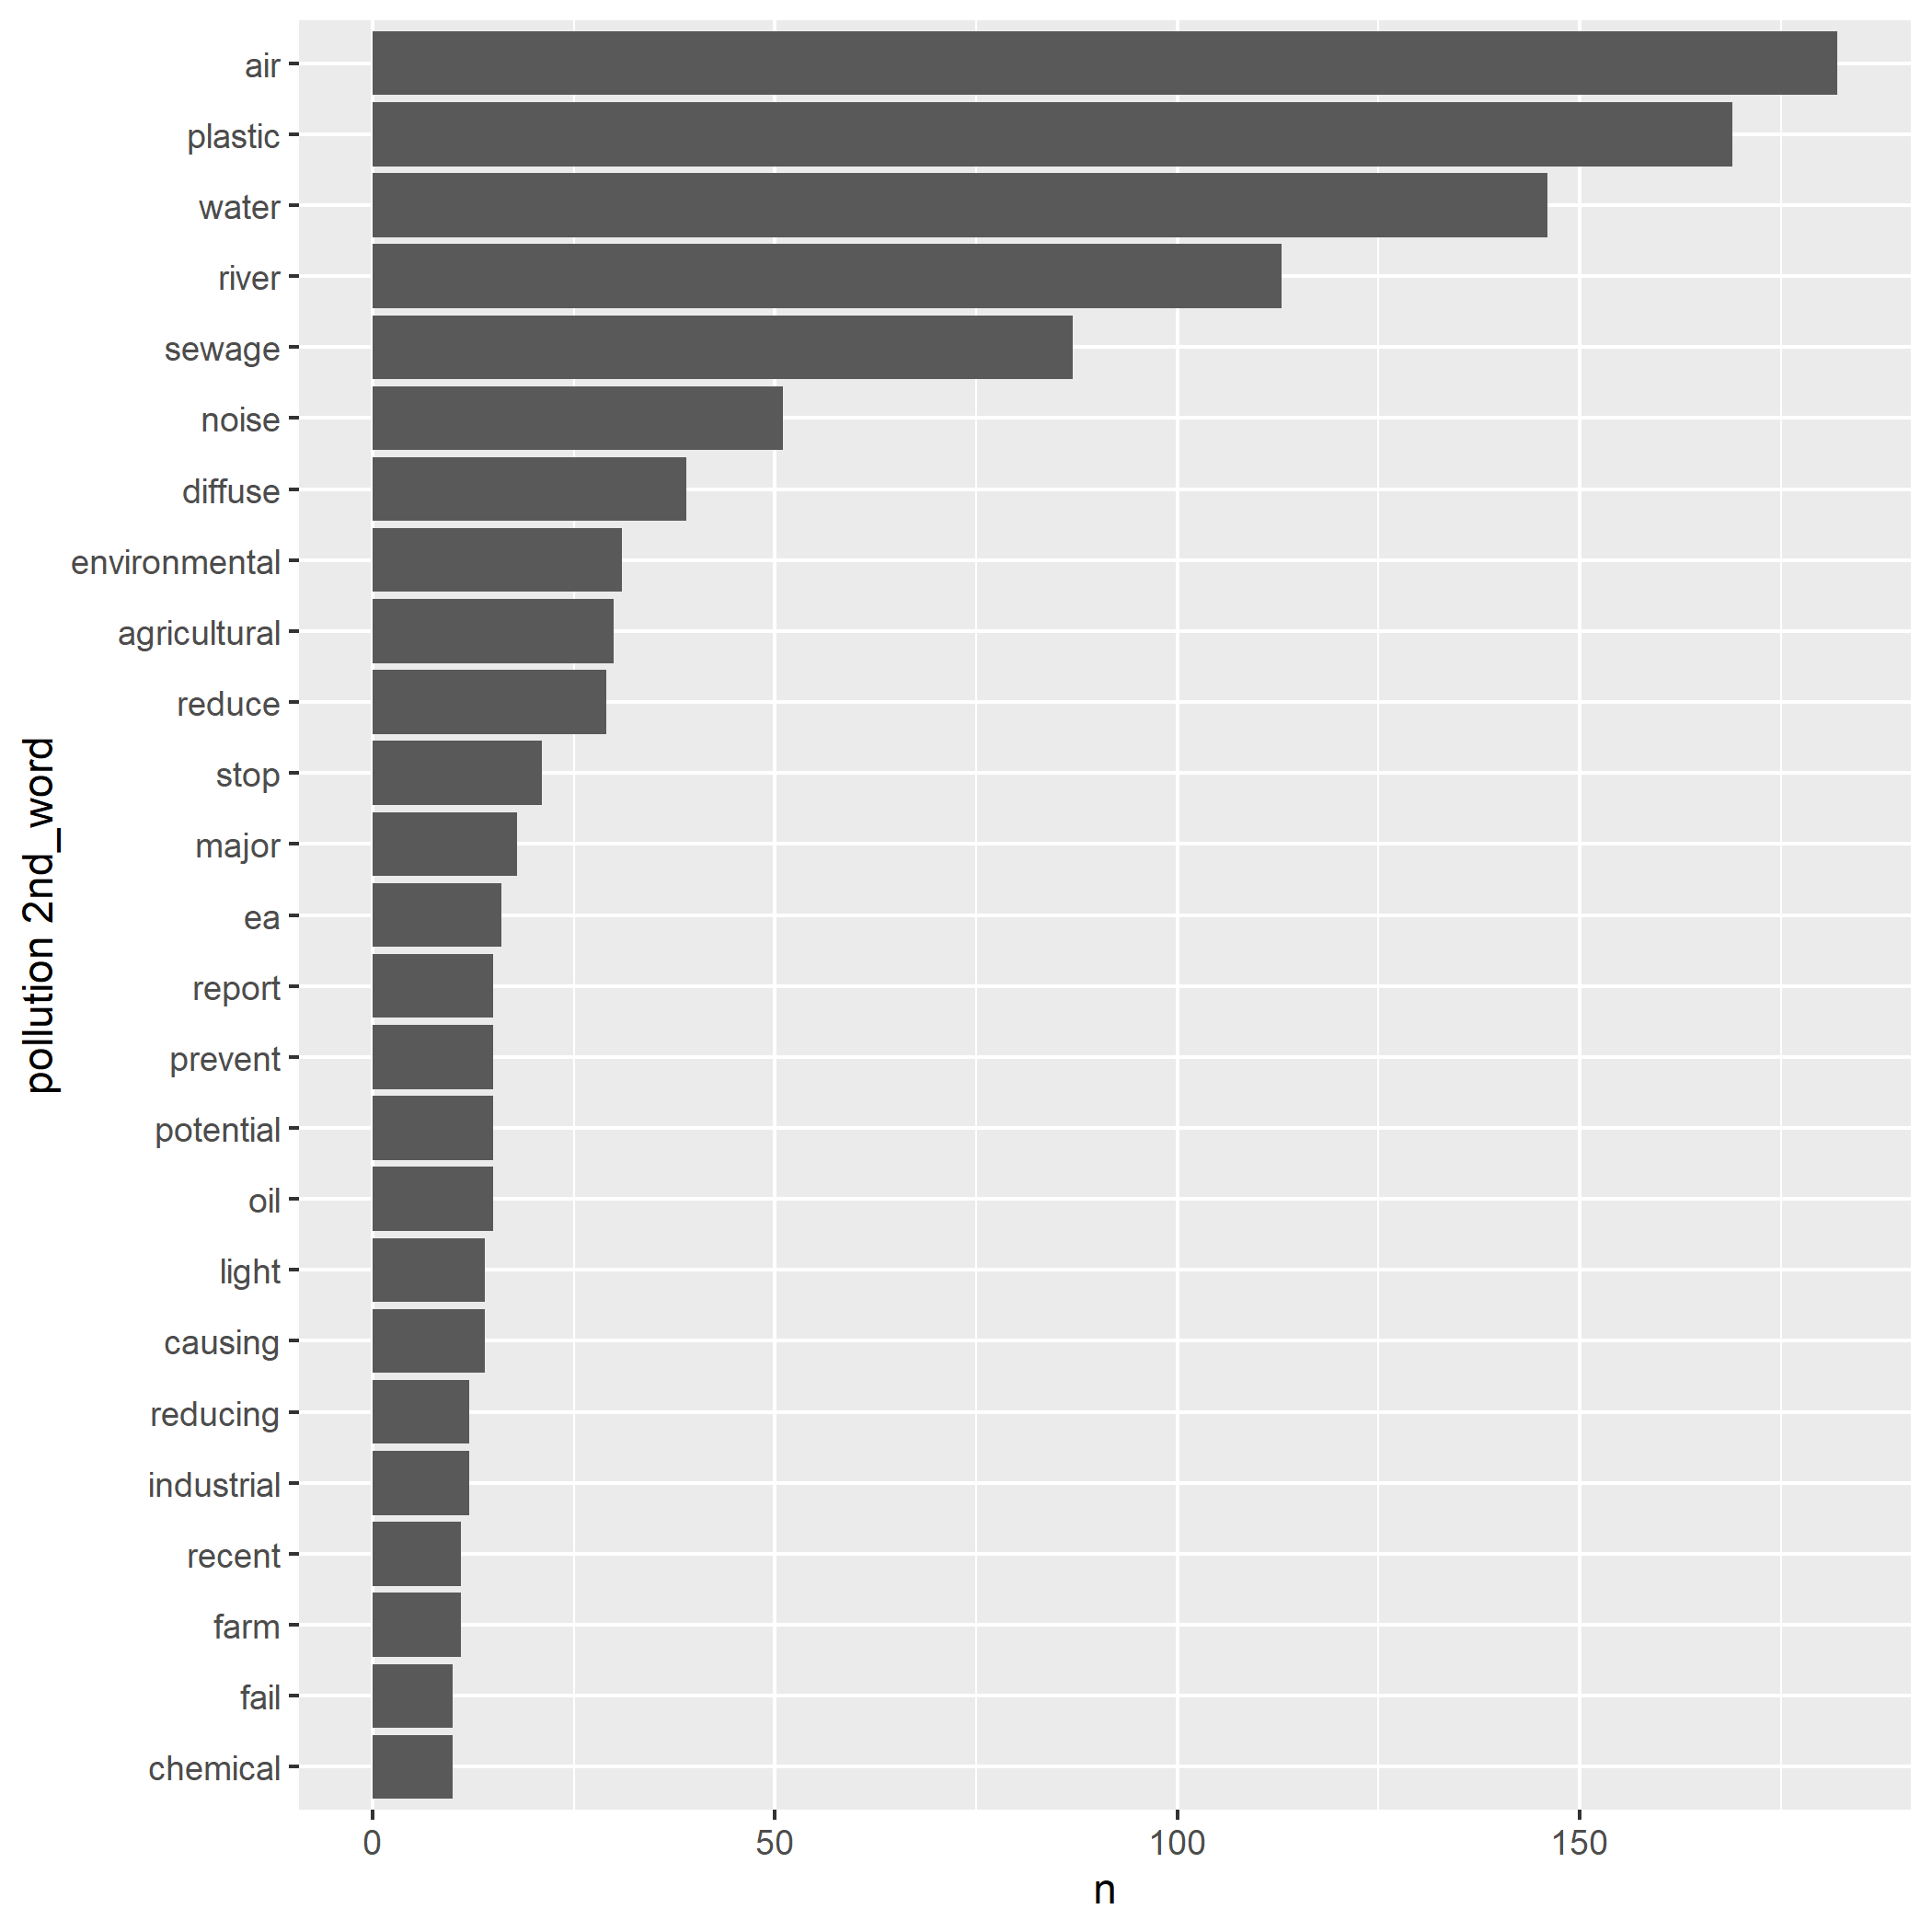 air
plastic
water
river
sewage
noise
diffuse
environmental
agricultural
reduce
stop
major
ea
report
prevent
potential
oil
light
causing
reducing
industrial
recent
farm
fail
chemical
pollution 2nd_word
0 50 100 150
n